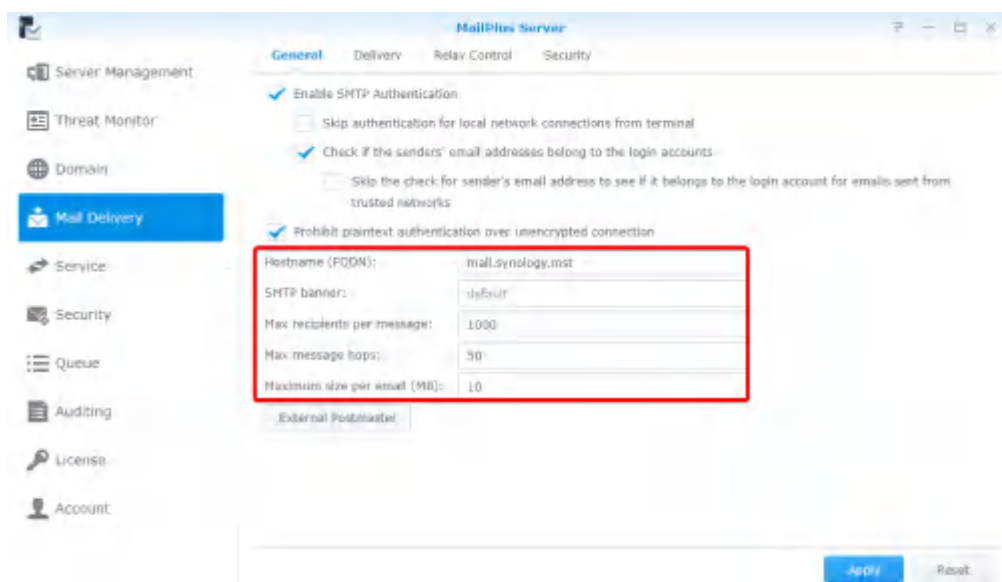 MailPlus Server
General Delivery Relay Control Security
Server Management
Threat Monitor
Domain
Mail Delivery
Service
Security
Queue
Auditing
License
Account
Enable SMTP Authentication
Skip authentication for local network connections from terminal
Check if the senders' email addresses belong to the login accounts
Skip the check for sender's email address to see if it belongs to the login account for emails sent from
trusted networks
Prohibit plaintext authentication over unencrypted connection
Hostname (FQDN): mail.synology.mst
SMTP banner: default
Max recipients per message: 1000
Max message hops: 50
Maximum size per email (MB): 10
External Postmaster
Apply Reset